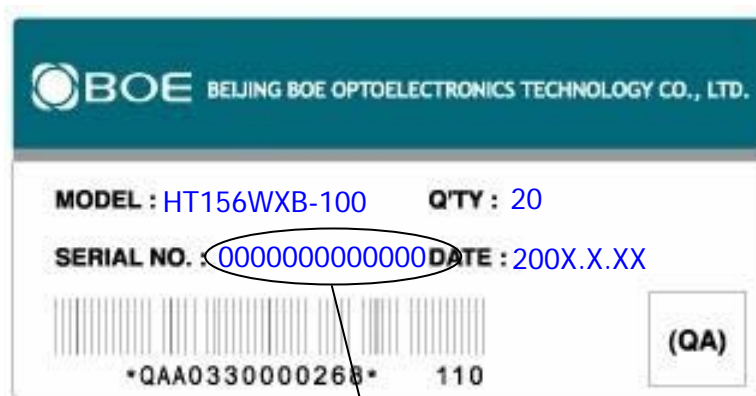 BOE BEIJING BOE OPTOELECTRONICS TECHNOLOGY CO., LTD.
MODEL : HT156WXB-100 Q'TY : 20
SERIAL NO. : 0000000000000 DATE : 200X.X.XX
(QA)
*QAA0330000268* 110